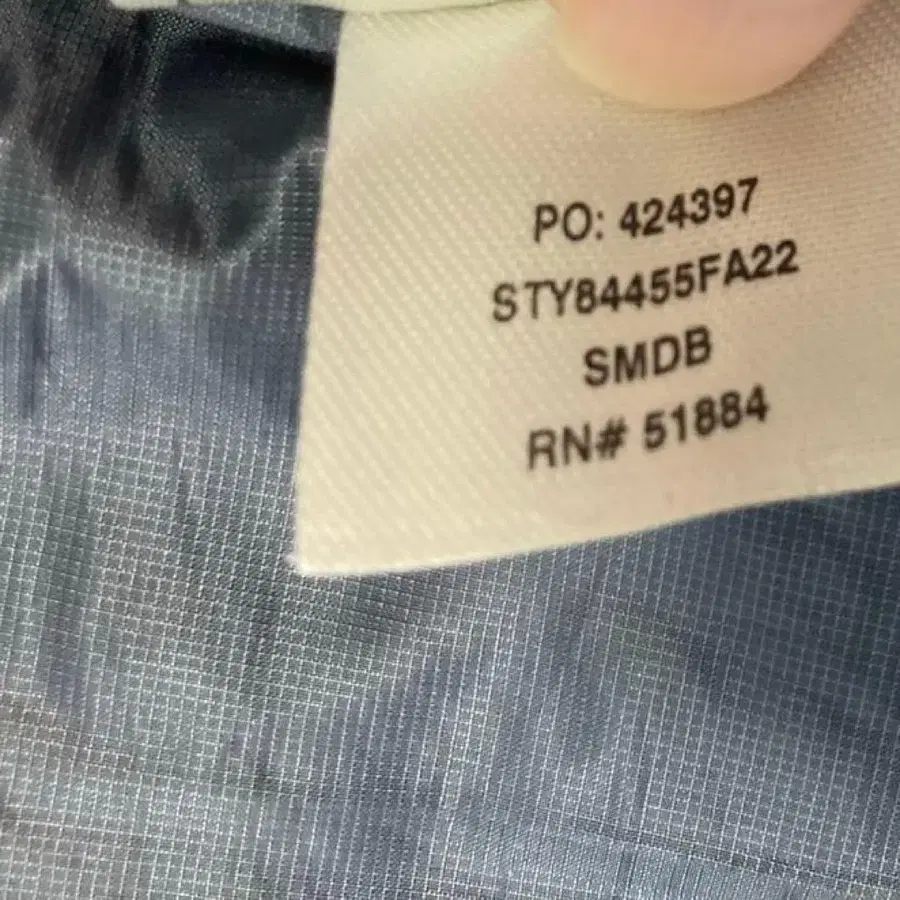 PO: 424397
STY84455FA22
SMDB
RN# 51884